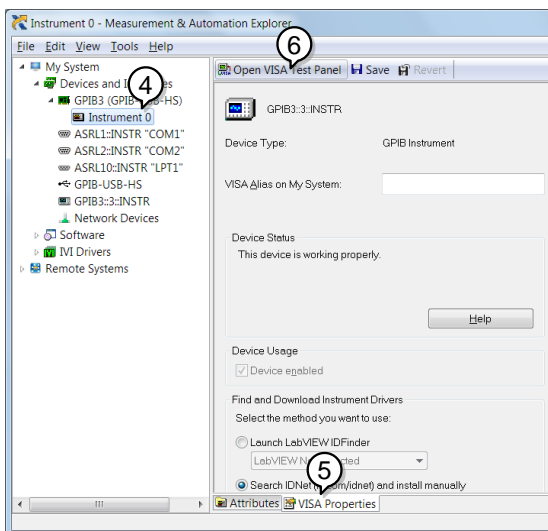 Instrument 0 - Measurement & Automation Explorer
File Edit View Tools Help
6
My System
Devices and
4
GPIB3
Instrument 0
ASRL1::INSTR "COM1"
ASRL2::INSTR "COM2"
ASRL10::INSTR "LPT1"
GPIB-USB-HS
GPIB3::3::INSTR
Network Devices
Software
IVI Drivers
Remote Systems
Open VISA Test Panel Save Revert
GPIB3::3::INSTR
Device Type: GPIB Instrument
VISA Alias on My System:
Device Status
This device is working properly.
Help
Device Usage
Device enabled
Find and Download Instrument Drivers
Select the method you want to use:
Launch LabVIEW IDFinder
LabVIEW
5
Search IDNet and install manually
Attributes VISA Properties